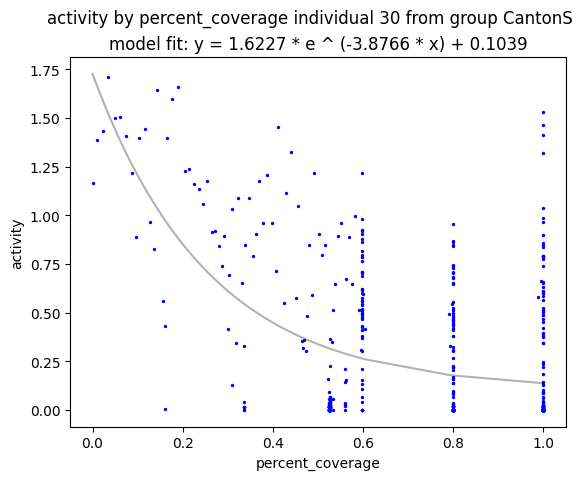 activity by percent_coverage individual 30 from group CantonS
model fit: y = 1.6227 * e ^ (-3.8766 * x) + 0.1039
activity
1.75
1.50
1.25
1.00
0.75
0.50
0.25
0.00
0.0 0.2 0.4 0.6 0.8 1.0
percent_coverage